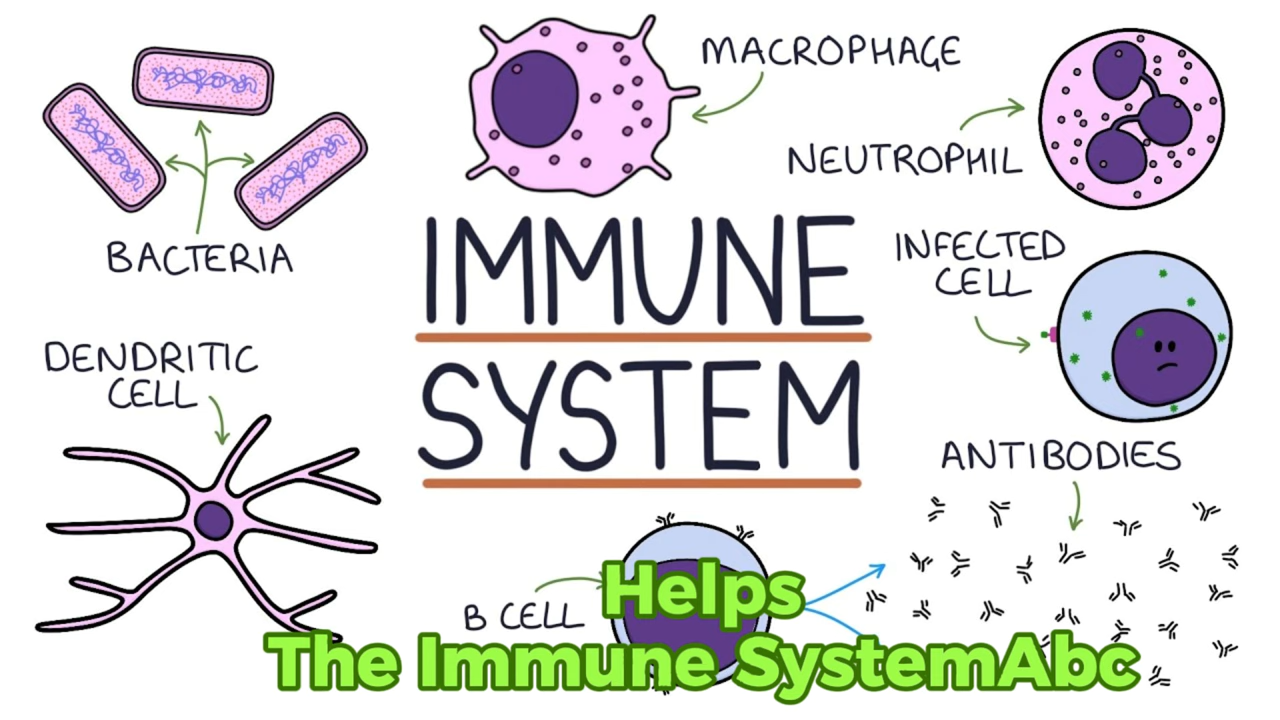 MACROPHAGE
NEUTROPHIL
BACTERIA
IMMUNE
SYSTEM
INFECTED
CELL
DENDRITIC
CELL
ANTIBODIES
B CELL
Helps
The Immune SystemAbc